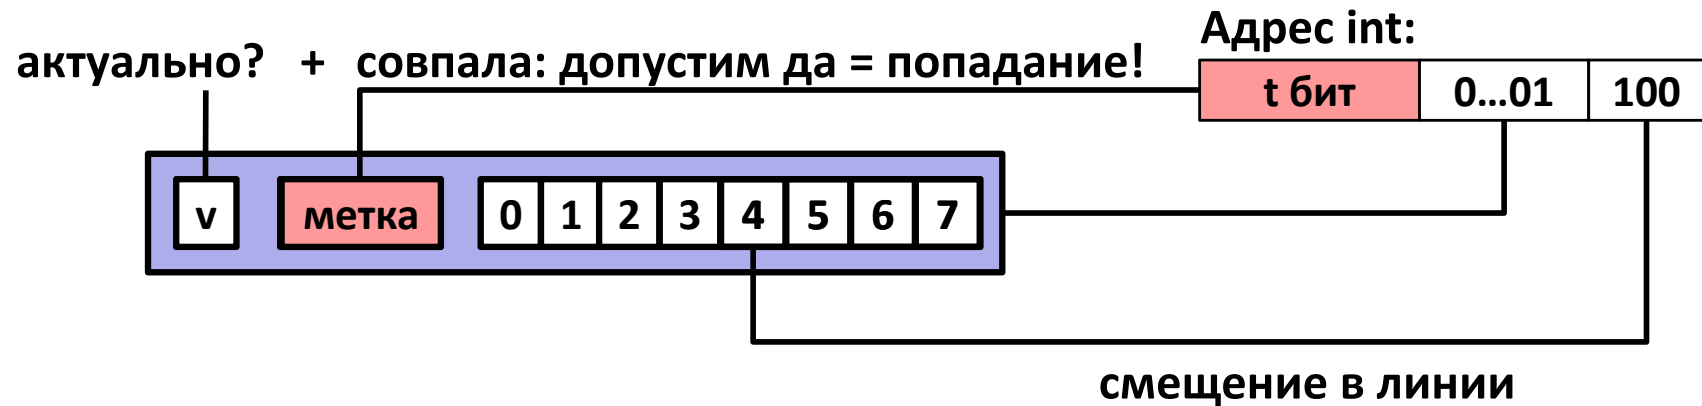 Адрес int:
актуально? + совпала: допустим да = попадание!
t бит 0...01 100
v метка 0 1 2 3 4 5 6 7
смещение в линии